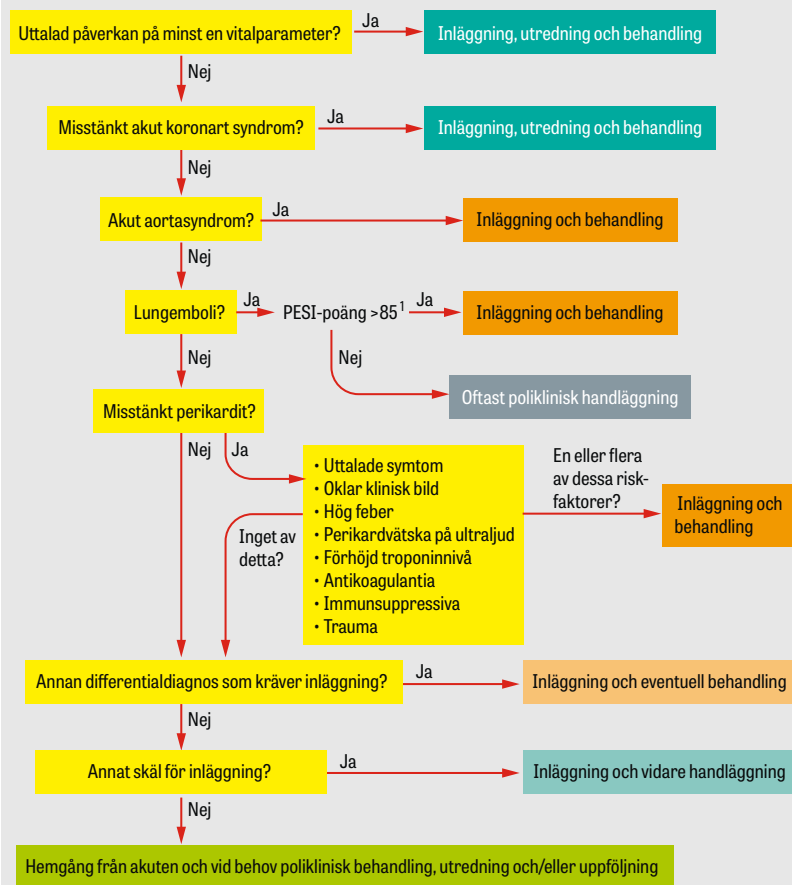 Uttalad påverkan på minst en vitalparameter?
Ja
Inläggning, utredning och behandling
Nej
Misstänkt akut koronart syndrom?
Ja
Inläggning, utredning och behandling
Nej
Akut aortasyndrom?
Ja
Inläggning och behandling
Nej
Lungemboli?
Ja
PESI-poäng >85¹
Ja
Inläggning och behandling
Nej
Nej
Oftast poliklinisk handläggning
Misstänkt perikardit?
Nej
Ja
• Uttalade symtom
• Oklar klinisk bild
• Hög feber
• Perikardvätska på ultraljud
• Förhöjd troponinnivå
• Antikoagulantia
• Immunsuppressiva
• Trauma
En eller flera
av dessa risk-
faktorer?
Inläggning och
behandling
Inget av
detta?
Annan differentialdiagnos som kräver inläggning?
Ja
Inläggning och eventuell behandling
Nej
Annat skäl för inläggning?
Ja
Inläggning och vidare handläggning
Nej
Hemgång från akuten och vid behov poliklinisk behandling, utredning och/eller uppföljning